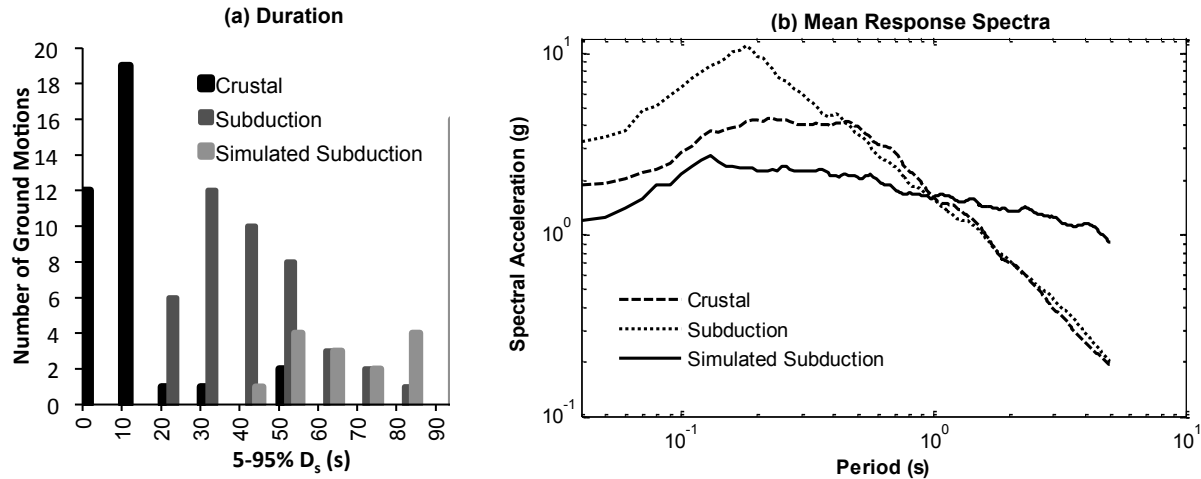 (a) Duration
Number of Ground Motions
20
18
16
14
12
10
8
6
4
2
0
Crustal
Subduction
Simulated Subduction
0 10 20 30 40 50 60 70 80 90
5-95% Ds (s)
(b) Mean Response Spectra
Spectral Acceleration (g)
10^1
10^0
10^-1
Crustal
Subduction
Simulated Subduction
10^-1 10^0 10^1
Period (s)